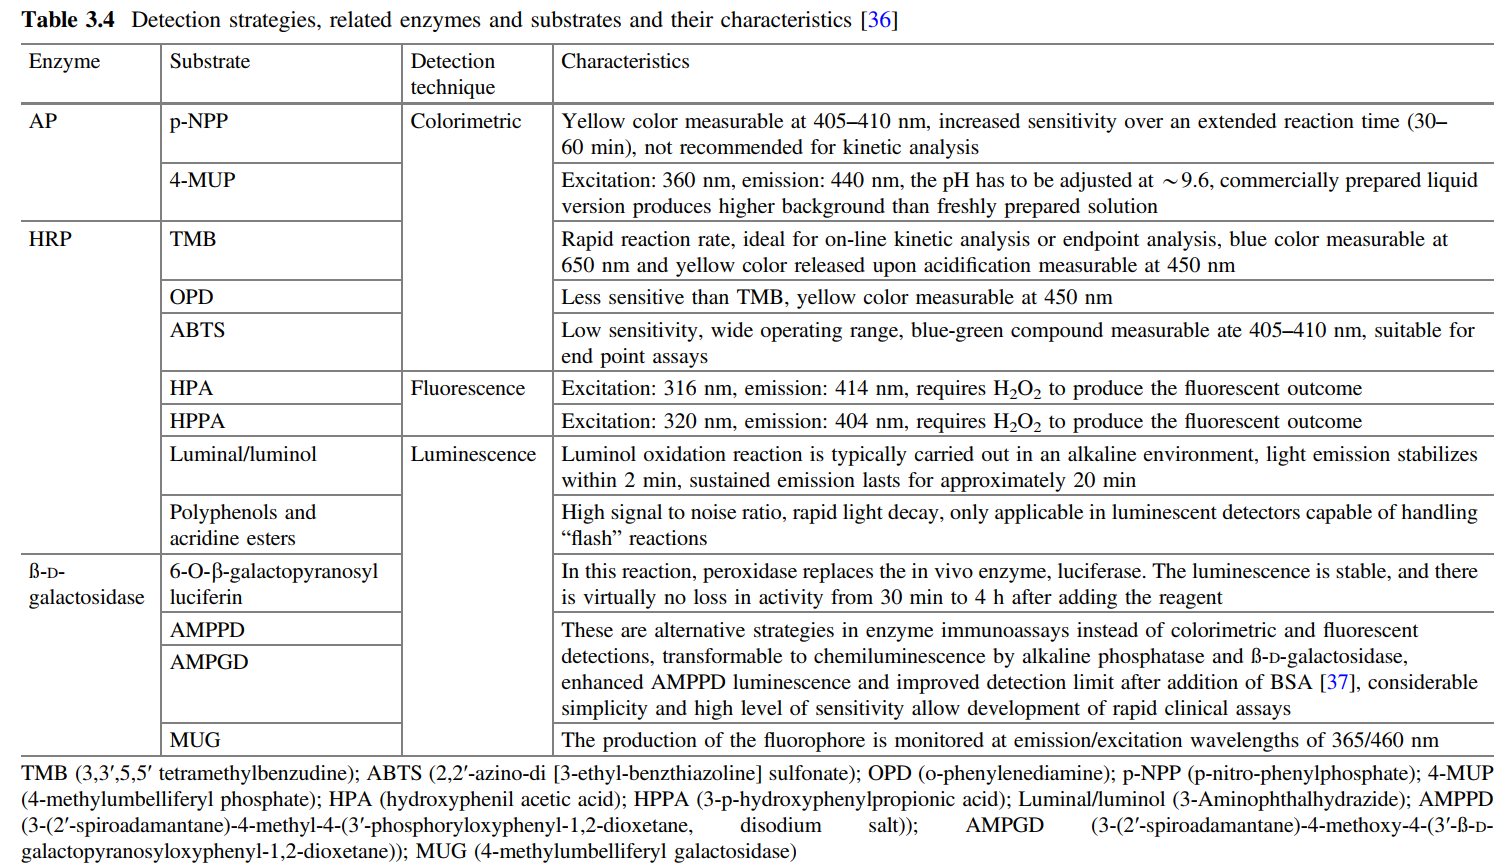 Table 3.4 Detection strategies, related enzymes and substrates and their characteristics [36]
Enzyme
Substrate
Detection
technique
Characteristics
AP
p-NPP
Colorimetric
Yellow color measurable at 405–410 nm, increased sensitivity over an extended reaction time (30–
60 min), not recommended for kinetic analysis
4-MUP
Excitation: 360 nm, emission: 440 nm, the pH has to be adjusted at ∼9.6, commercially prepared liquid
version produces higher background than freshly prepared solution
HRP
TMB
Rapid reaction rate, ideal for on-line kinetic analysis or endpoint analysis, blue color measurable at
650 nm and yellow color released upon acidification measurable at 450 nm
OPD
Less sensitive than TMB, yellow color measurable at 450 nm
ABTS
Low sensitivity, wide operating range, blue-green compound measurable ate 405–410 nm, suitable for
end point assays
HPA
Fluorescence
Excitation: 316 nm, emission: 414 nm, requires H₂O₂ to produce the fluorescent outcome
HPPA
Excitation: 320 nm, emission: 404 nm, requires H₂O₂ to produce the fluorescent outcome
Luminal/luminol
Luminescence
Luminol oxidation reaction is typically carried out in an alkaline environment, light emission stabilizes
within 2 min, sustained emission lasts for approximately 20 min
Polyphenols and
acridine esters
High signal to noise ratio, rapid light decay, only applicable in luminescent detectors capable of handling
“flash” reactions
ß-D-
galactosidase
6-O-β-galactopyranosyl
luciferin
In this reaction, peroxidase replaces the in vivo enzyme, luciferase. The luminescence is stable, and there
is virtually no loss in activity from 30 min to 4 h after adding the reagent
AMPPD
AMPGD
These are alternative strategies in enzyme immunoassays instead of colorimetric and fluorescent
detections, transformable to chemiluminescence by alkaline phosphatase and ß-D-galactosidase,
enhanced AMPPD luminescence and improved detection limit after addition of BSA [37], considerable
simplicity and high level of sensitivity allow development of rapid clinical assays
MUG
The production of the fluorophore is monitored at emission/excitation wavelengths of 365/460 nm
TMB (3,3′,5,5′ tetramethylbenzudine); ABTS (2,2′-azino-di [3-ethyl-benzthiazoline] sulfonate); OPD (o-phenylenediamine); p-NPP (p-nitro-phenylphosphate); 4-MUP
(4-methylumbelliferyl phosphate); HPA (hydroxyphenil acetic acid); HPPA (3-p-hydroxyphenylpropionic acid); Luminal/luminol (3-Aminophthalhydrazide); AMPPD
(3-(2′-spiroadamantane)-4-methyl-4-(3′-phosphoryloxyphenyl-1,2-dioxetane, disodium salt)); AMPGD (3-(2′-spiroadamantane)-4-methoxy-4-(3′-ß-D-
galactopyranosyloxyphenyl-1,2-dioxetane)); MUG (4-methylumbelliferyl galactosidase)